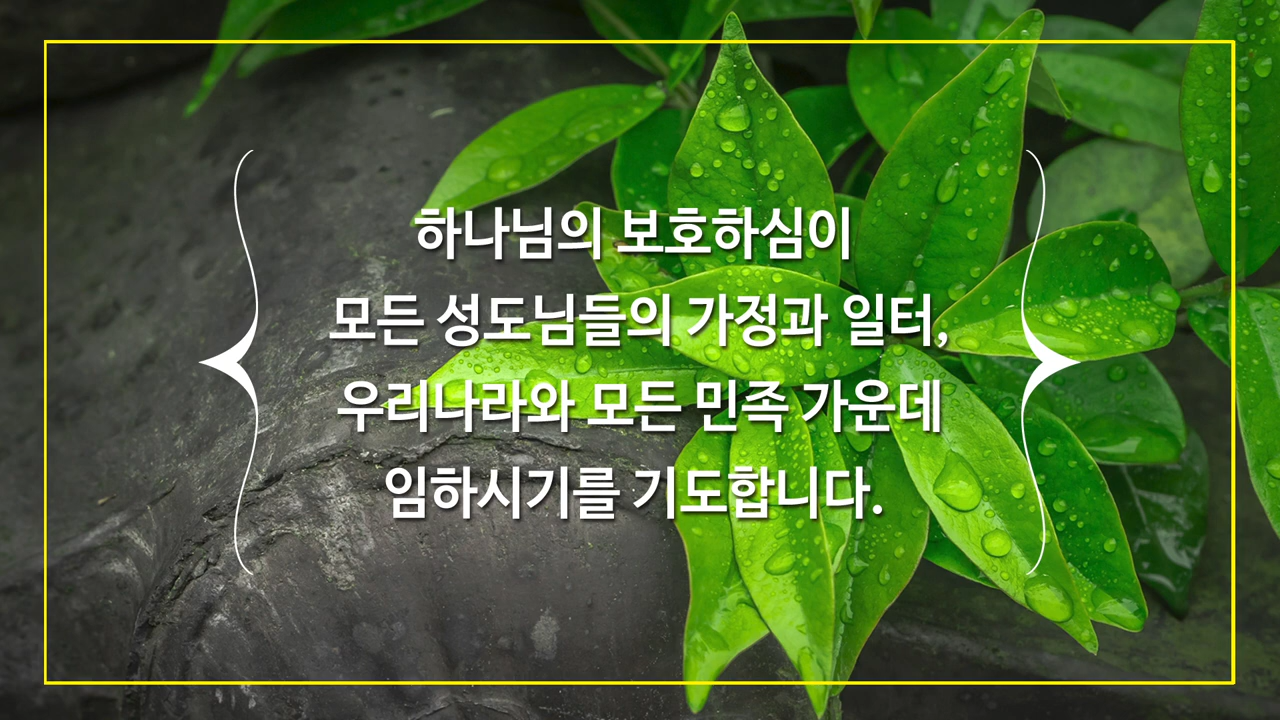 하나님의 보호하심이
모든 성도님들의 가정과 일터,
우리나라와 모든 민족 가운데
임하시기를 기도합니다.